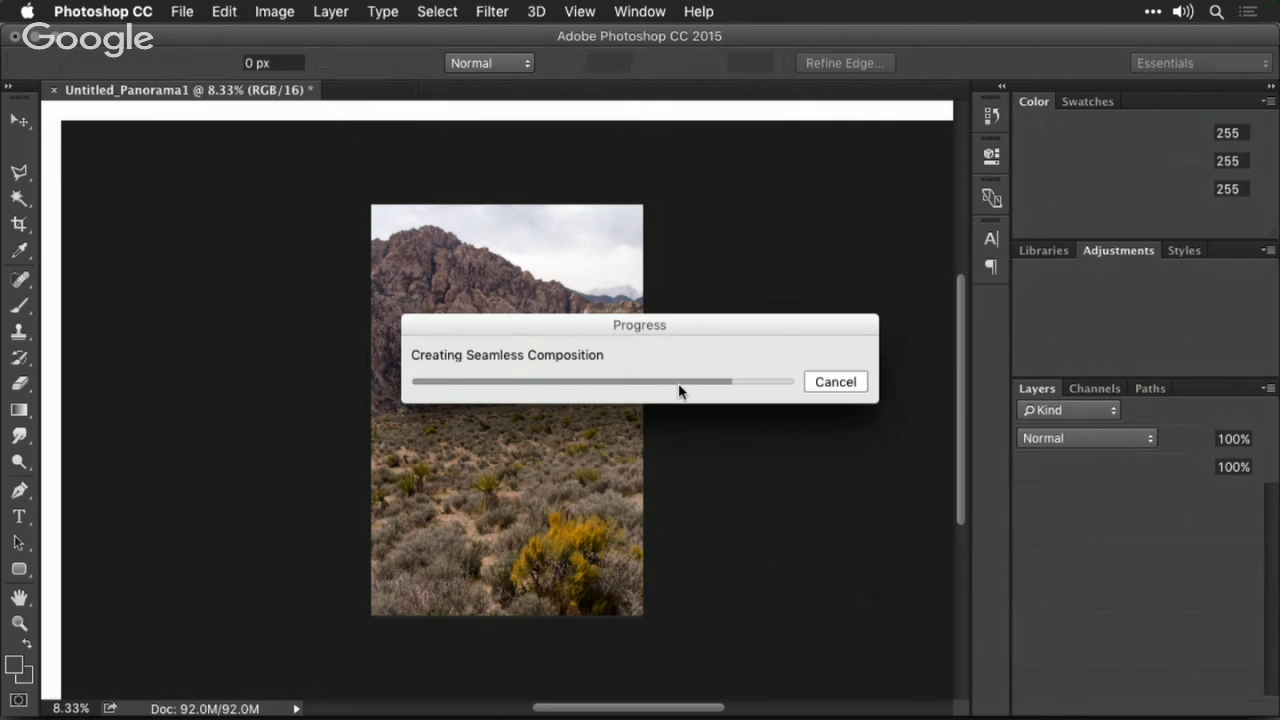 Photoshop CC File Edit Image Layer Type Select Filter 3D View Window Help
Adobe Photoshop CC 2015
Google
0 px Normal Refine Edge... Essentials
× Untitled_Panorama1 @ 8.33% (RGB/16) *
Color Swatches
255
255
255
Libraries Adjustments Styles
Progress
Creating Seamless Composition
Cancel
Layers Channels Paths
Kind
Normal 100%
100%
8.33% Doc: 92.0M/92.0M